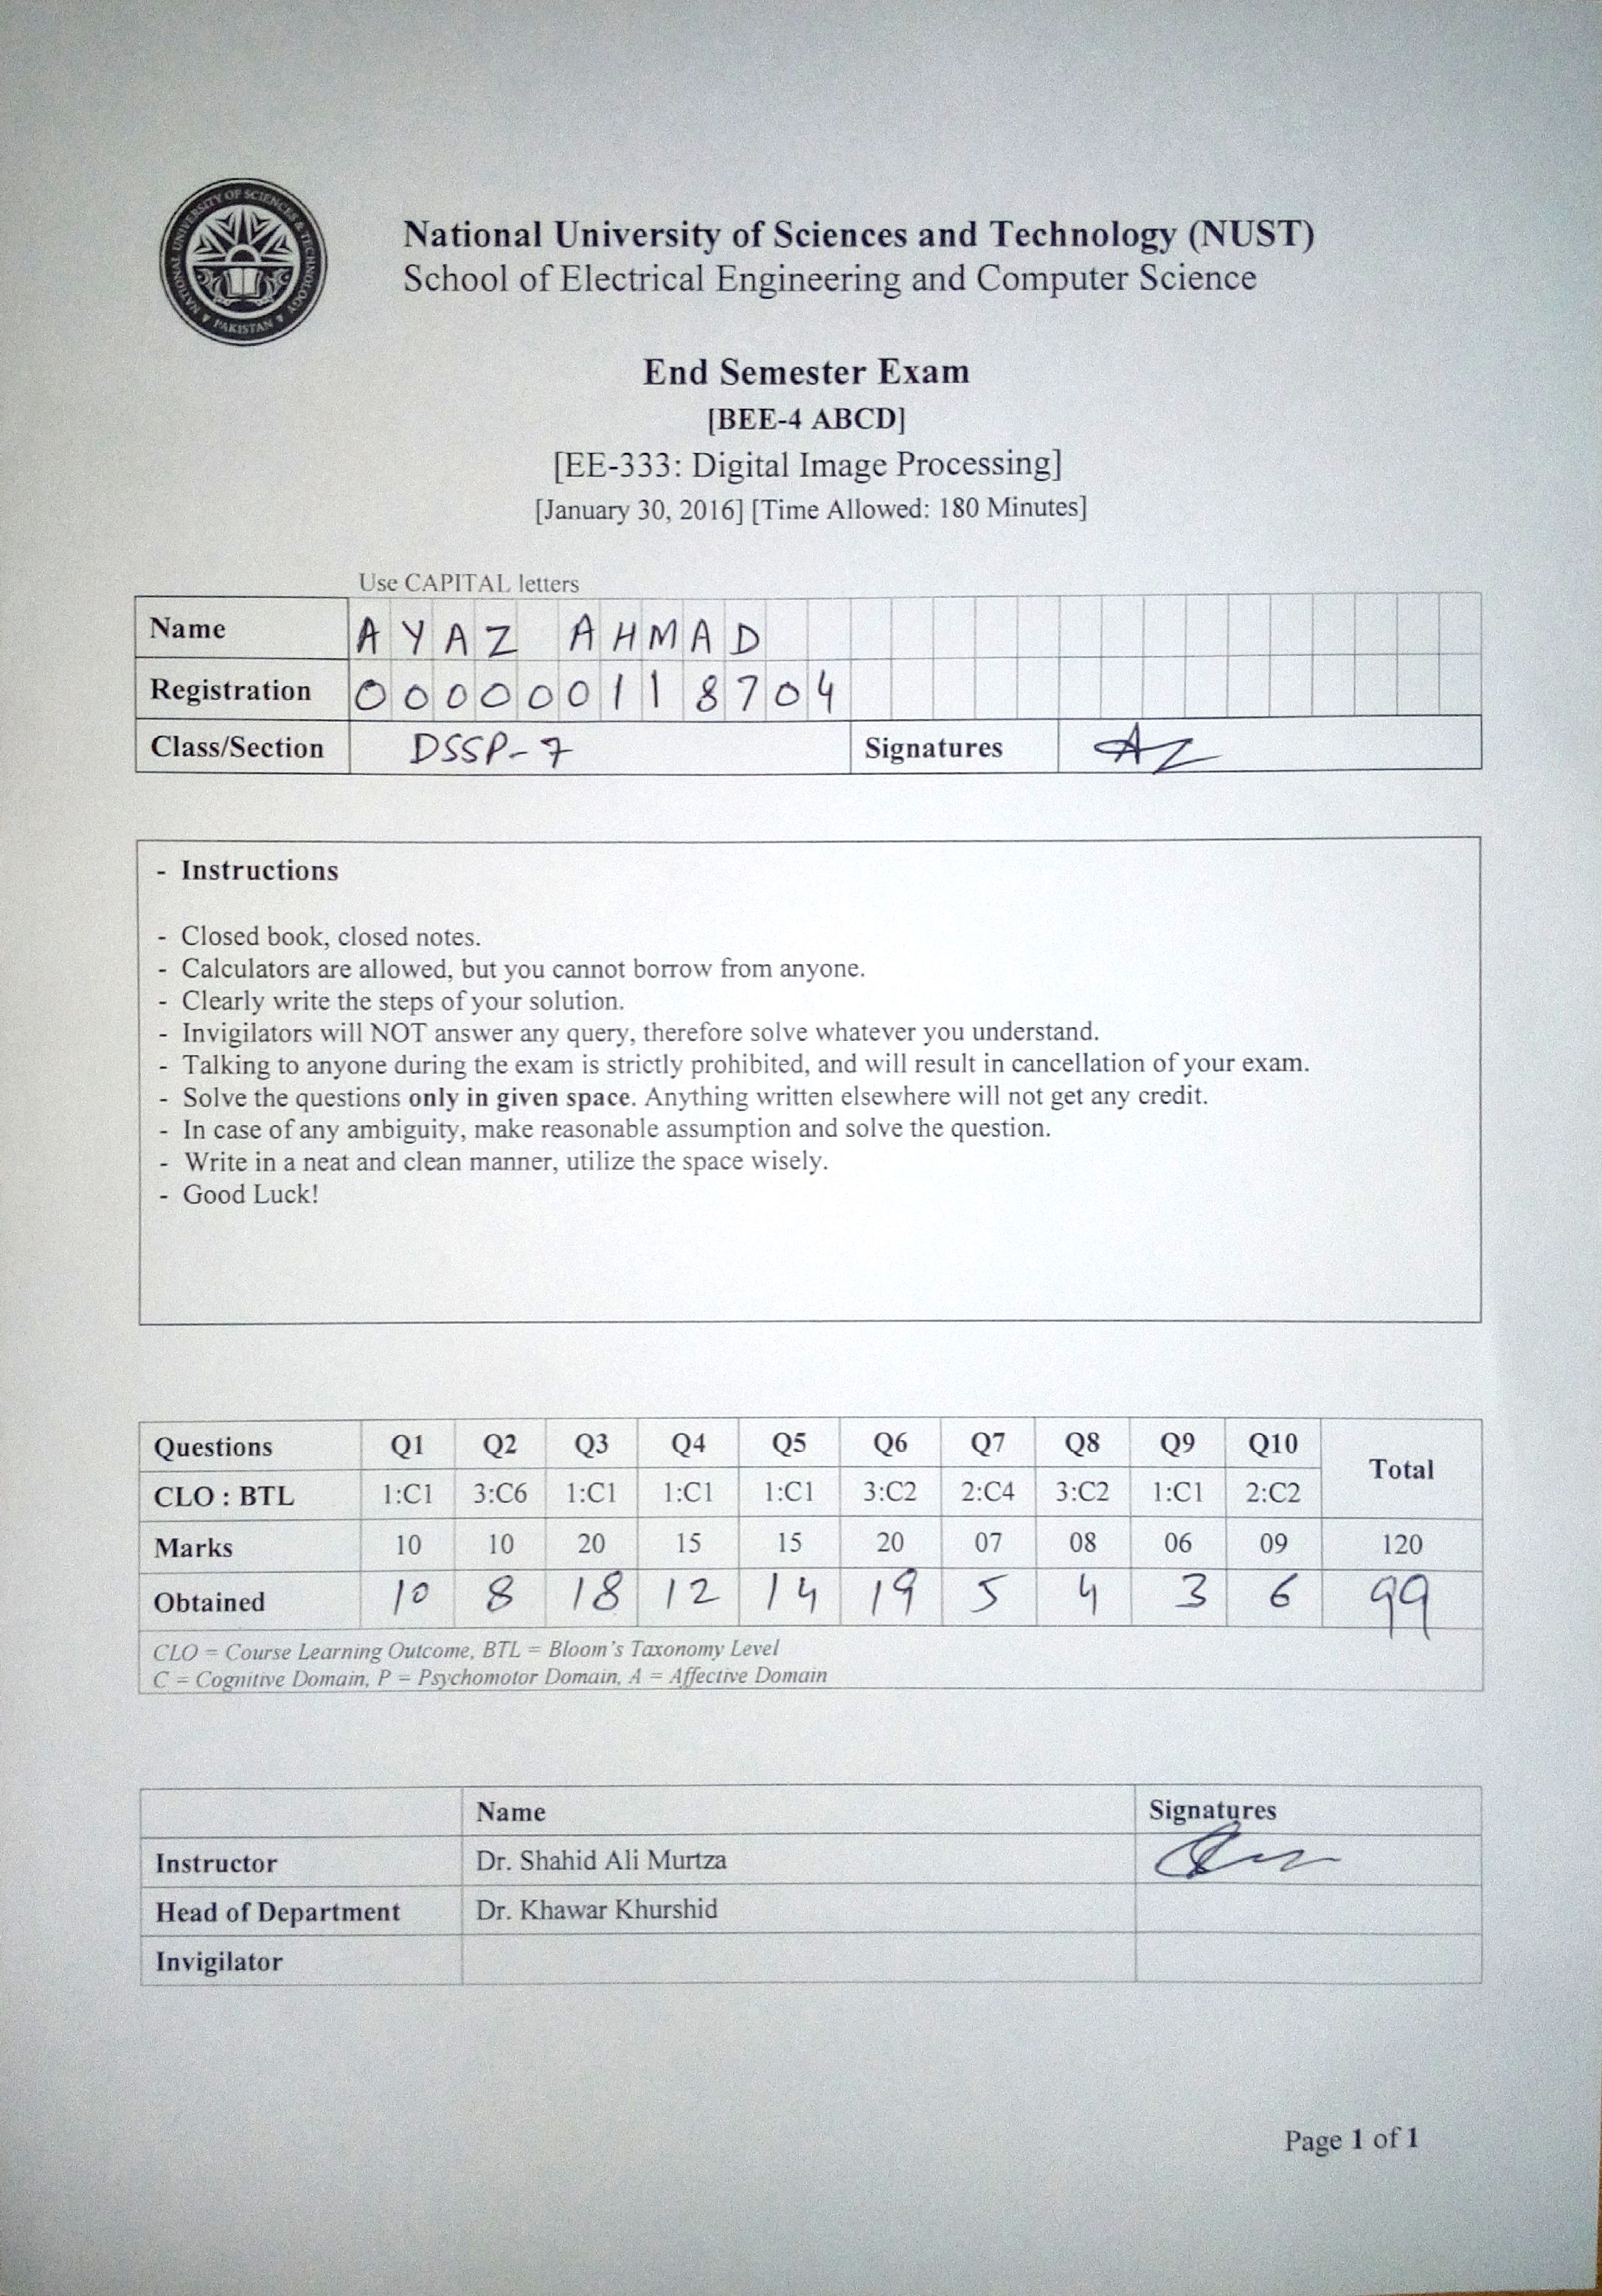 NATIONAL UNIVERSITY OF SCIENCES & TECHNOLOGY
PAKISTAN
National University of Sciences and Technology (NUST)
School of Electrical Engineering and Computer Science
End Semester Exam
[BEE-4 ABCD]
[EE-333: Digital Image Processing]
[January 30, 2016] [Time Allowed: 180 Minutes]
Use CAPITAL letters
Name AYAZ AHMAD
Registration 000000118704
Class/Section DSSP-7 Signatures AZ
- Instructions
- Closed book, closed notes.
- Calculators are allowed, but you cannot borrow from anyone.
- Clearly write the steps of your solution.
- Invigilators will NOT answer any query, therefore solve whatever you understand.
- Talking to anyone during the exam is strictly prohibited, and will result in cancellation of your exam.
- Solve the questions only in given space. Anything written elsewhere will not get any credit.
- In case of any ambiguity, make reasonable assumption and solve the question.
- Write in a neat and clean manner, utilize the space wisely.
- Good Luck!
Questions Q1 Q2 Q3 Q4 Q5 Q6 Q7 Q8 Q9 Q10 Total
CLO : BTL 1:C1 3:C6 1:C1 1:C1 1:C1 3:C2 2:C4 3:C2 1:C1 2:C2
Marks 10 10 20 15 15 20 07 08 06 09 120
Obtained 10 8 18 12 14 19 5 4 3 6 99
CLO = Course Learning Outcome, BTL = Bloom's Taxonomy Level
C = Cognitive Domain, P = Psychomotor Domain, A = Affective Domain
Name Signatures
Instructor Dr. Shahid Ali Murtza
Head of Department Dr. Khawar Khurshid
Invigilator
Page 1 of 1